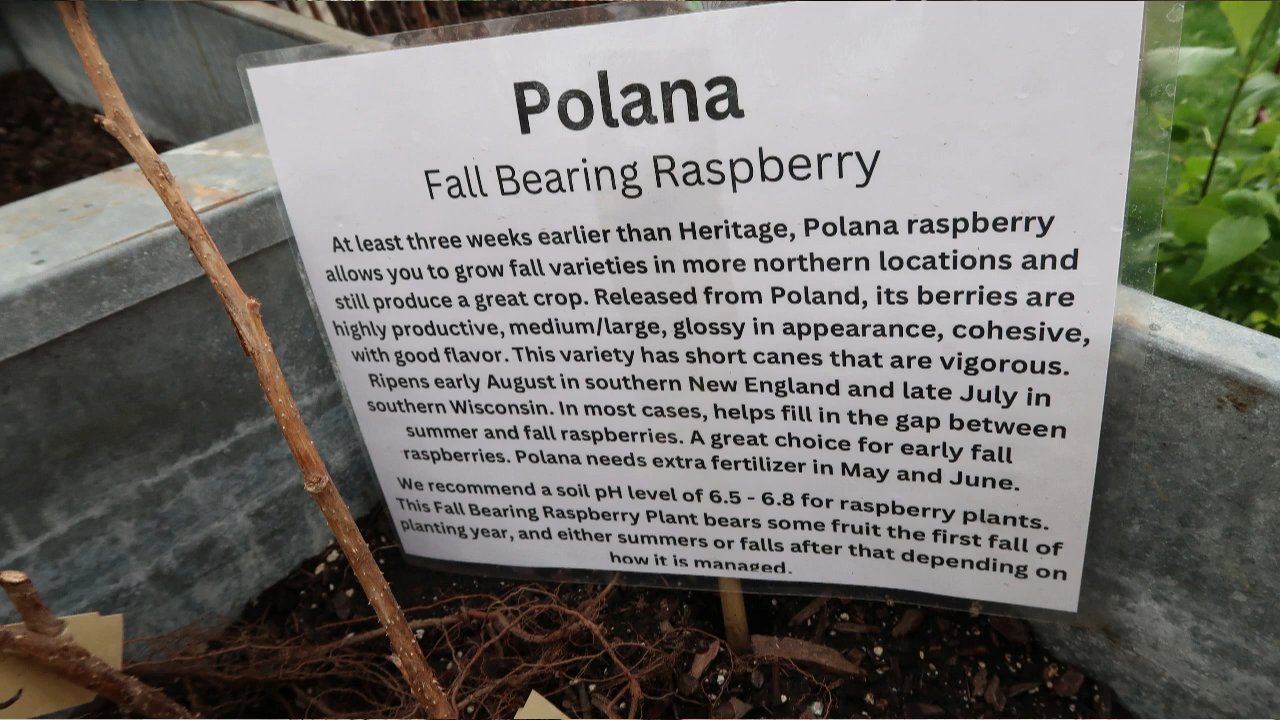 Polana
Fall Bearing Raspberry
At least three weeks earlier than Heritage, Polana raspberry
allows you to grow fall varieties in more northern locations and
still produce a great crop. Released from Poland, its berries are
highly productive, medium/large, glossy in appearance, cohesive,
with good flavor. This variety has short canes that are vigorous.
Ripens early August in southern New England and late July in
southern Wisconsin. In most cases, helps fill in the gap between
summer and fall raspberries. A great choice for early fall
raspberries. Polana needs extra fertilizer in May and June.
We recommend a soil pH level of 6.5 - 6.8 for raspberry plants.
This Fall Bearing Raspberry Plant bears some fruit the first fall of
planting year, and either summers or falls after that depending on
how it is managed.